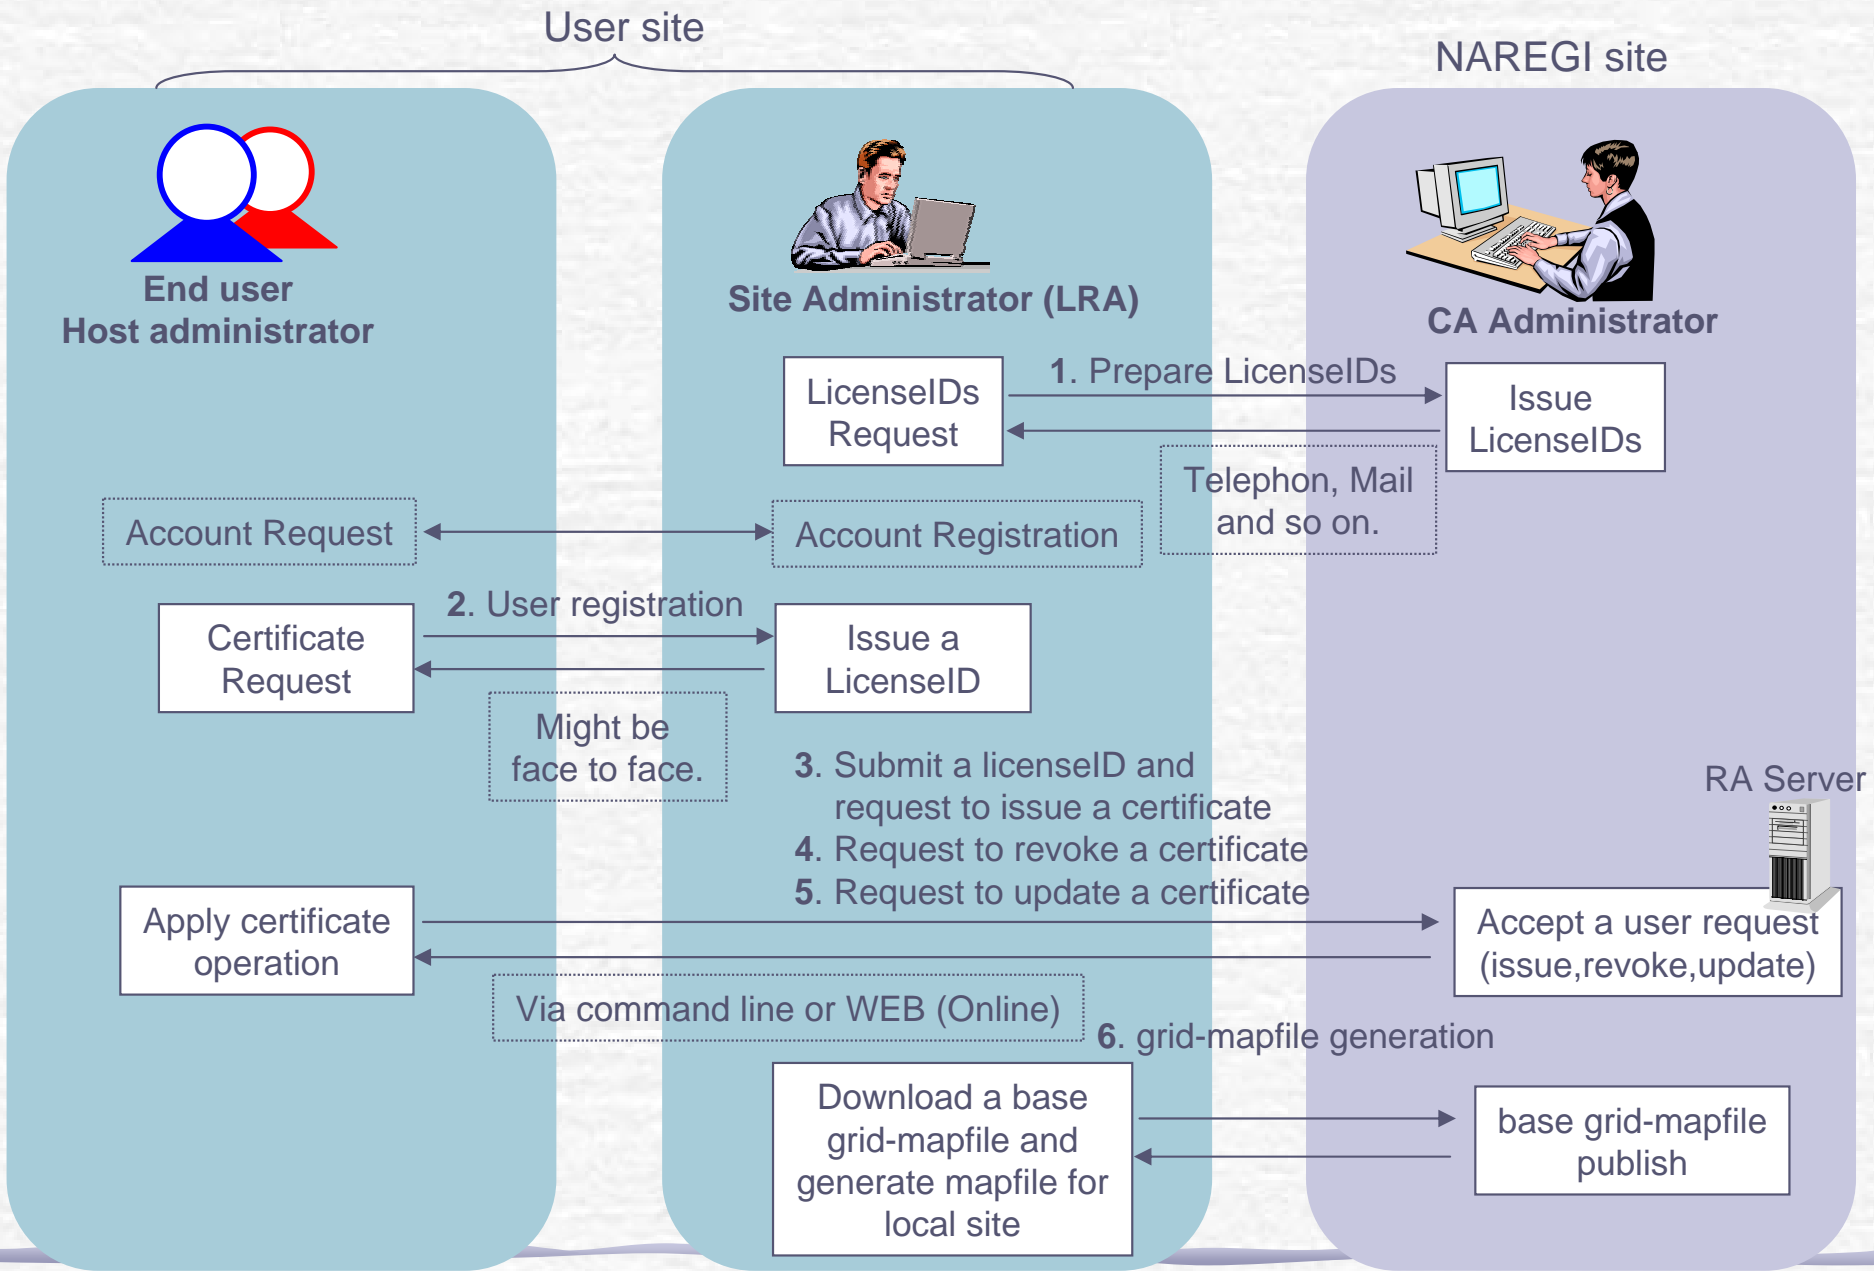 User site
NAREGI site
End user
Host administrator
Site Administrator (LRA)
CA Administrator
LicenseIDs
Request
1. Prepare LicenseIDs
Issue
LicenseIDs
Telephon, Mail
and so on.
Account Request
Account Registration
Certificate
Request
2. User registration
Issue a
LicenseID
Might be
face to face.
3. Submit a licenseID and
request to issue a certificate
4. Request to revoke a certificate
5. Request to update a certificate
RA Server
Apply certificate
operation
Accept a user request
(issue,revoke,update)
Via command line or WEB (Online)
6. grid-mapfile generation
Download a base
grid-mapfile and
generate mapfile for
local site
base grid-mapfile
publish